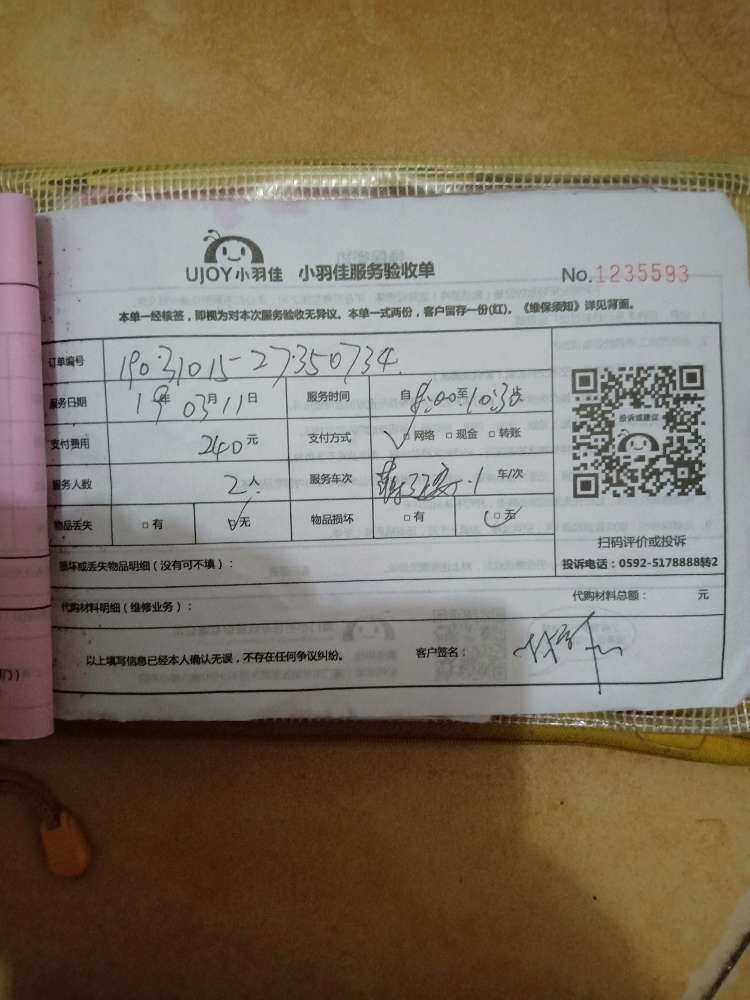 UJOY小羽佳 小羽佳服务验收单
No.1235593
本单一经核签，即视为对本次服务验收无异议。本单一式两份，客户留存一份(红)。《维保须知》详见背面。
订单编号 19031015-27350734
服务日期 19年03月11日 服务时间 自8:00至10:30止
支付费用 240元 支付方式 ☑网络 □现金 □转账
投诉或建议
服务人数 2人 服务车次 1 车/次
物品丢失 □有 ☑无 物品损坏 □有 ☑无
扫码评价或投诉
投诉电话：0592-5178888转2
损坏或丢失物品明细（没有可不填）：
代购材料明细（维修业务）： 代购材料总额： 元
以上填写信息已经本人确认无误，不存在任何争议纠纷。 客户签名：